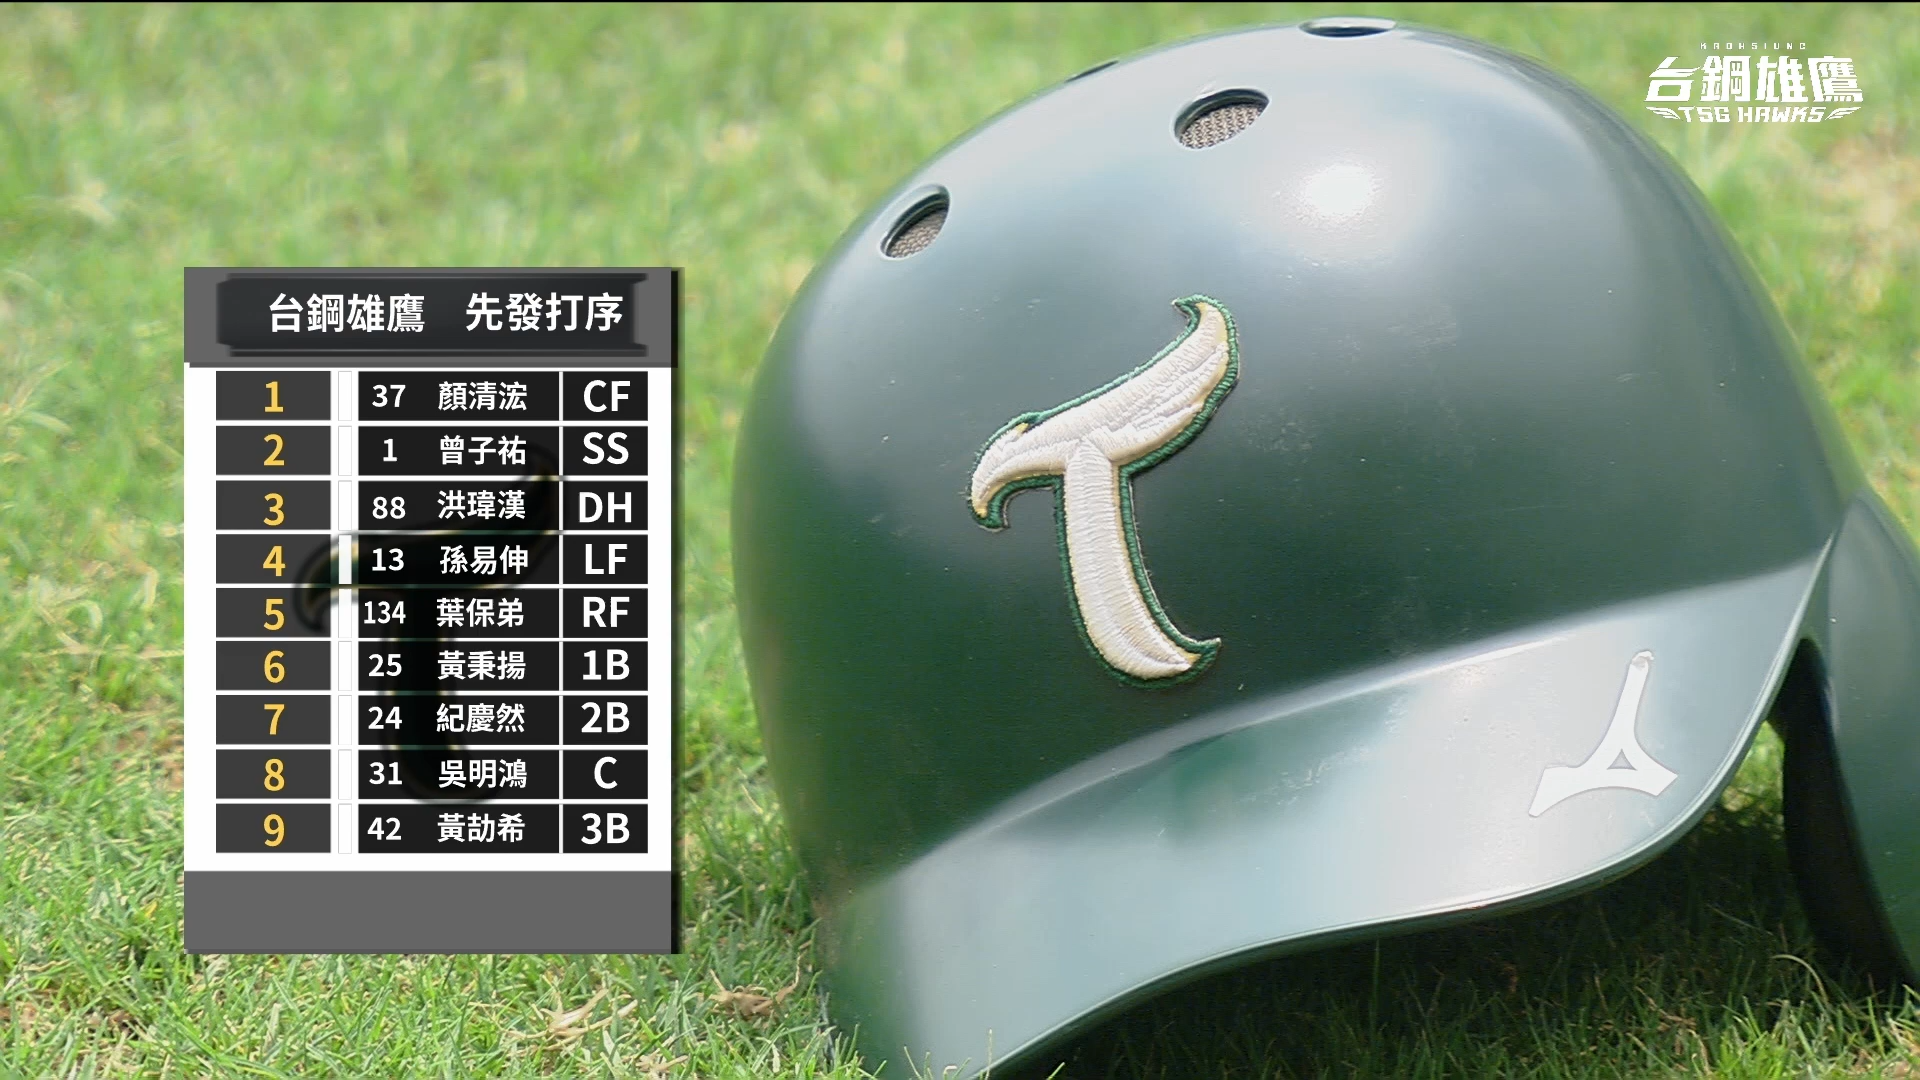 KAOHSIUNG
台鋼雄鷹
TSG HAWKS
台鋼雄鷹 先發打序
1 37 顏清浤 CF
2 1 曾子祐 SS
3 88 洪瑋漢 DH
4 13 孫易伸 LF
5 134 葉保弟 RF
6 25 黃秉揚 1B
7 24 紀慶然 2B
8 31 吳明鴻 C
9 42 黃劼希 3B
T